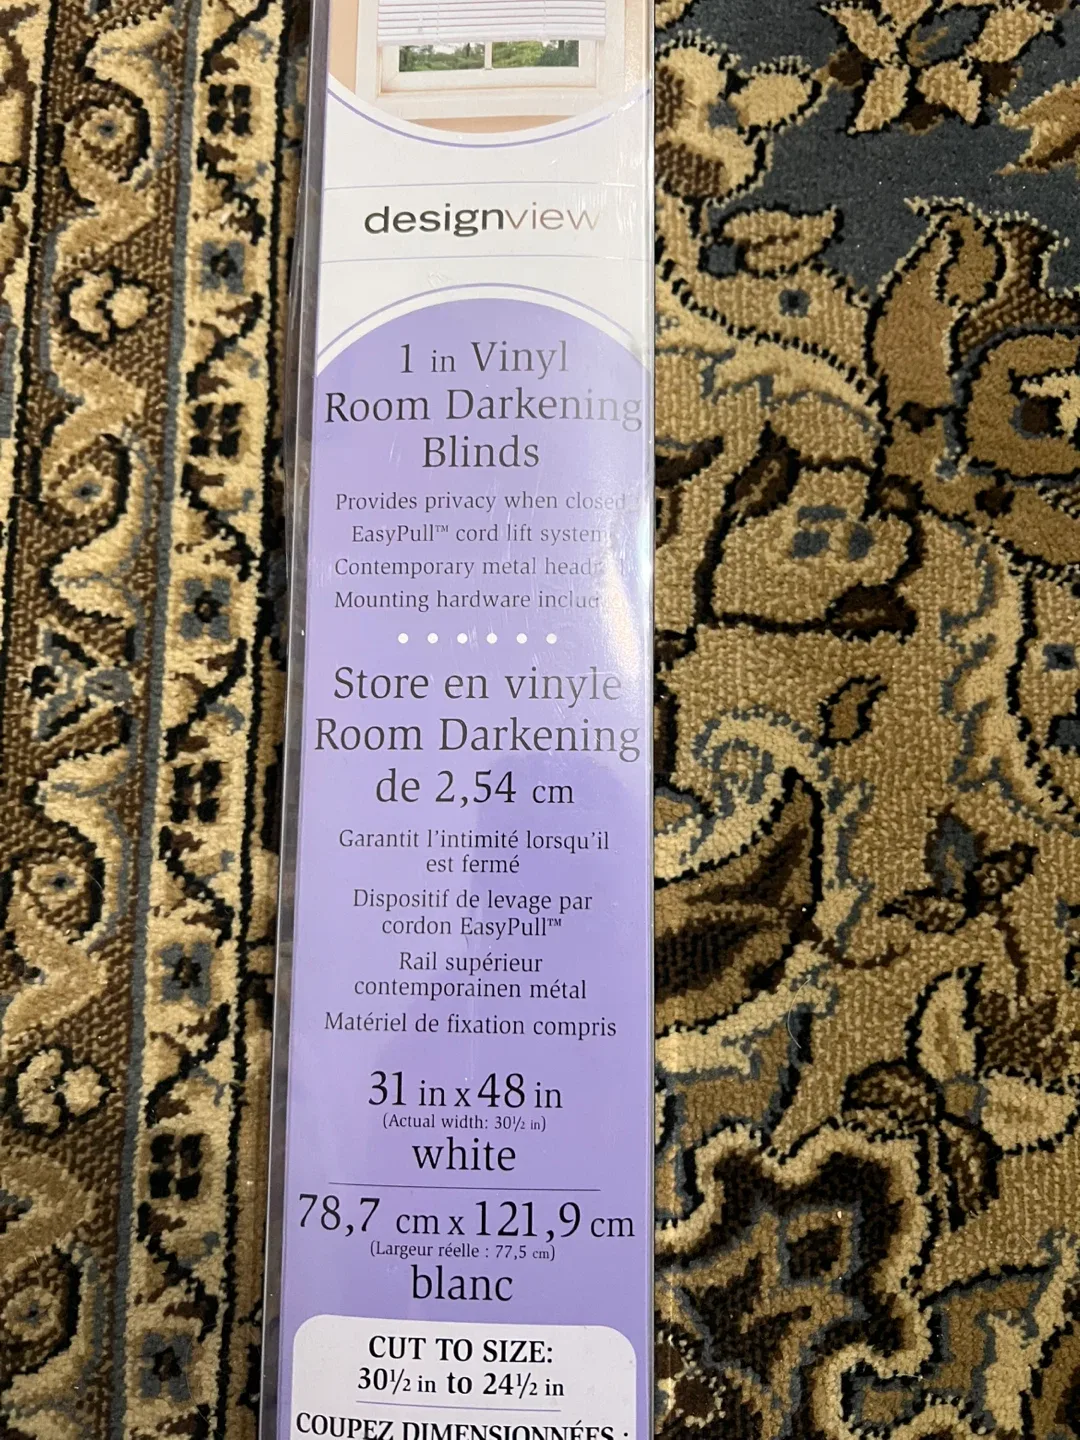 designview
1 in Vinyl
Room Darkening
Blinds
Provides privacy when closed
EasyPull™ cord lift system
Contemporary metal
Mounting hardware
Store en vinyle
Room Darkening
de 2,54 cm
Garantit l'intimité lorsqu'il
est fermé
Dispositif de levage par
cordon EasyPull™
Rail supérieur
contemporainen métal
Matériel de fixation compris
31 in x 48 in
(Actual width: 30½ in)
white
78,7 cm x 121,9 cm
(Largeur réelle : 77,5 cm)
blanc
CUT TO SIZE:
30½ in to 24½ in
COUPEZ DIMENSIONNÉES :